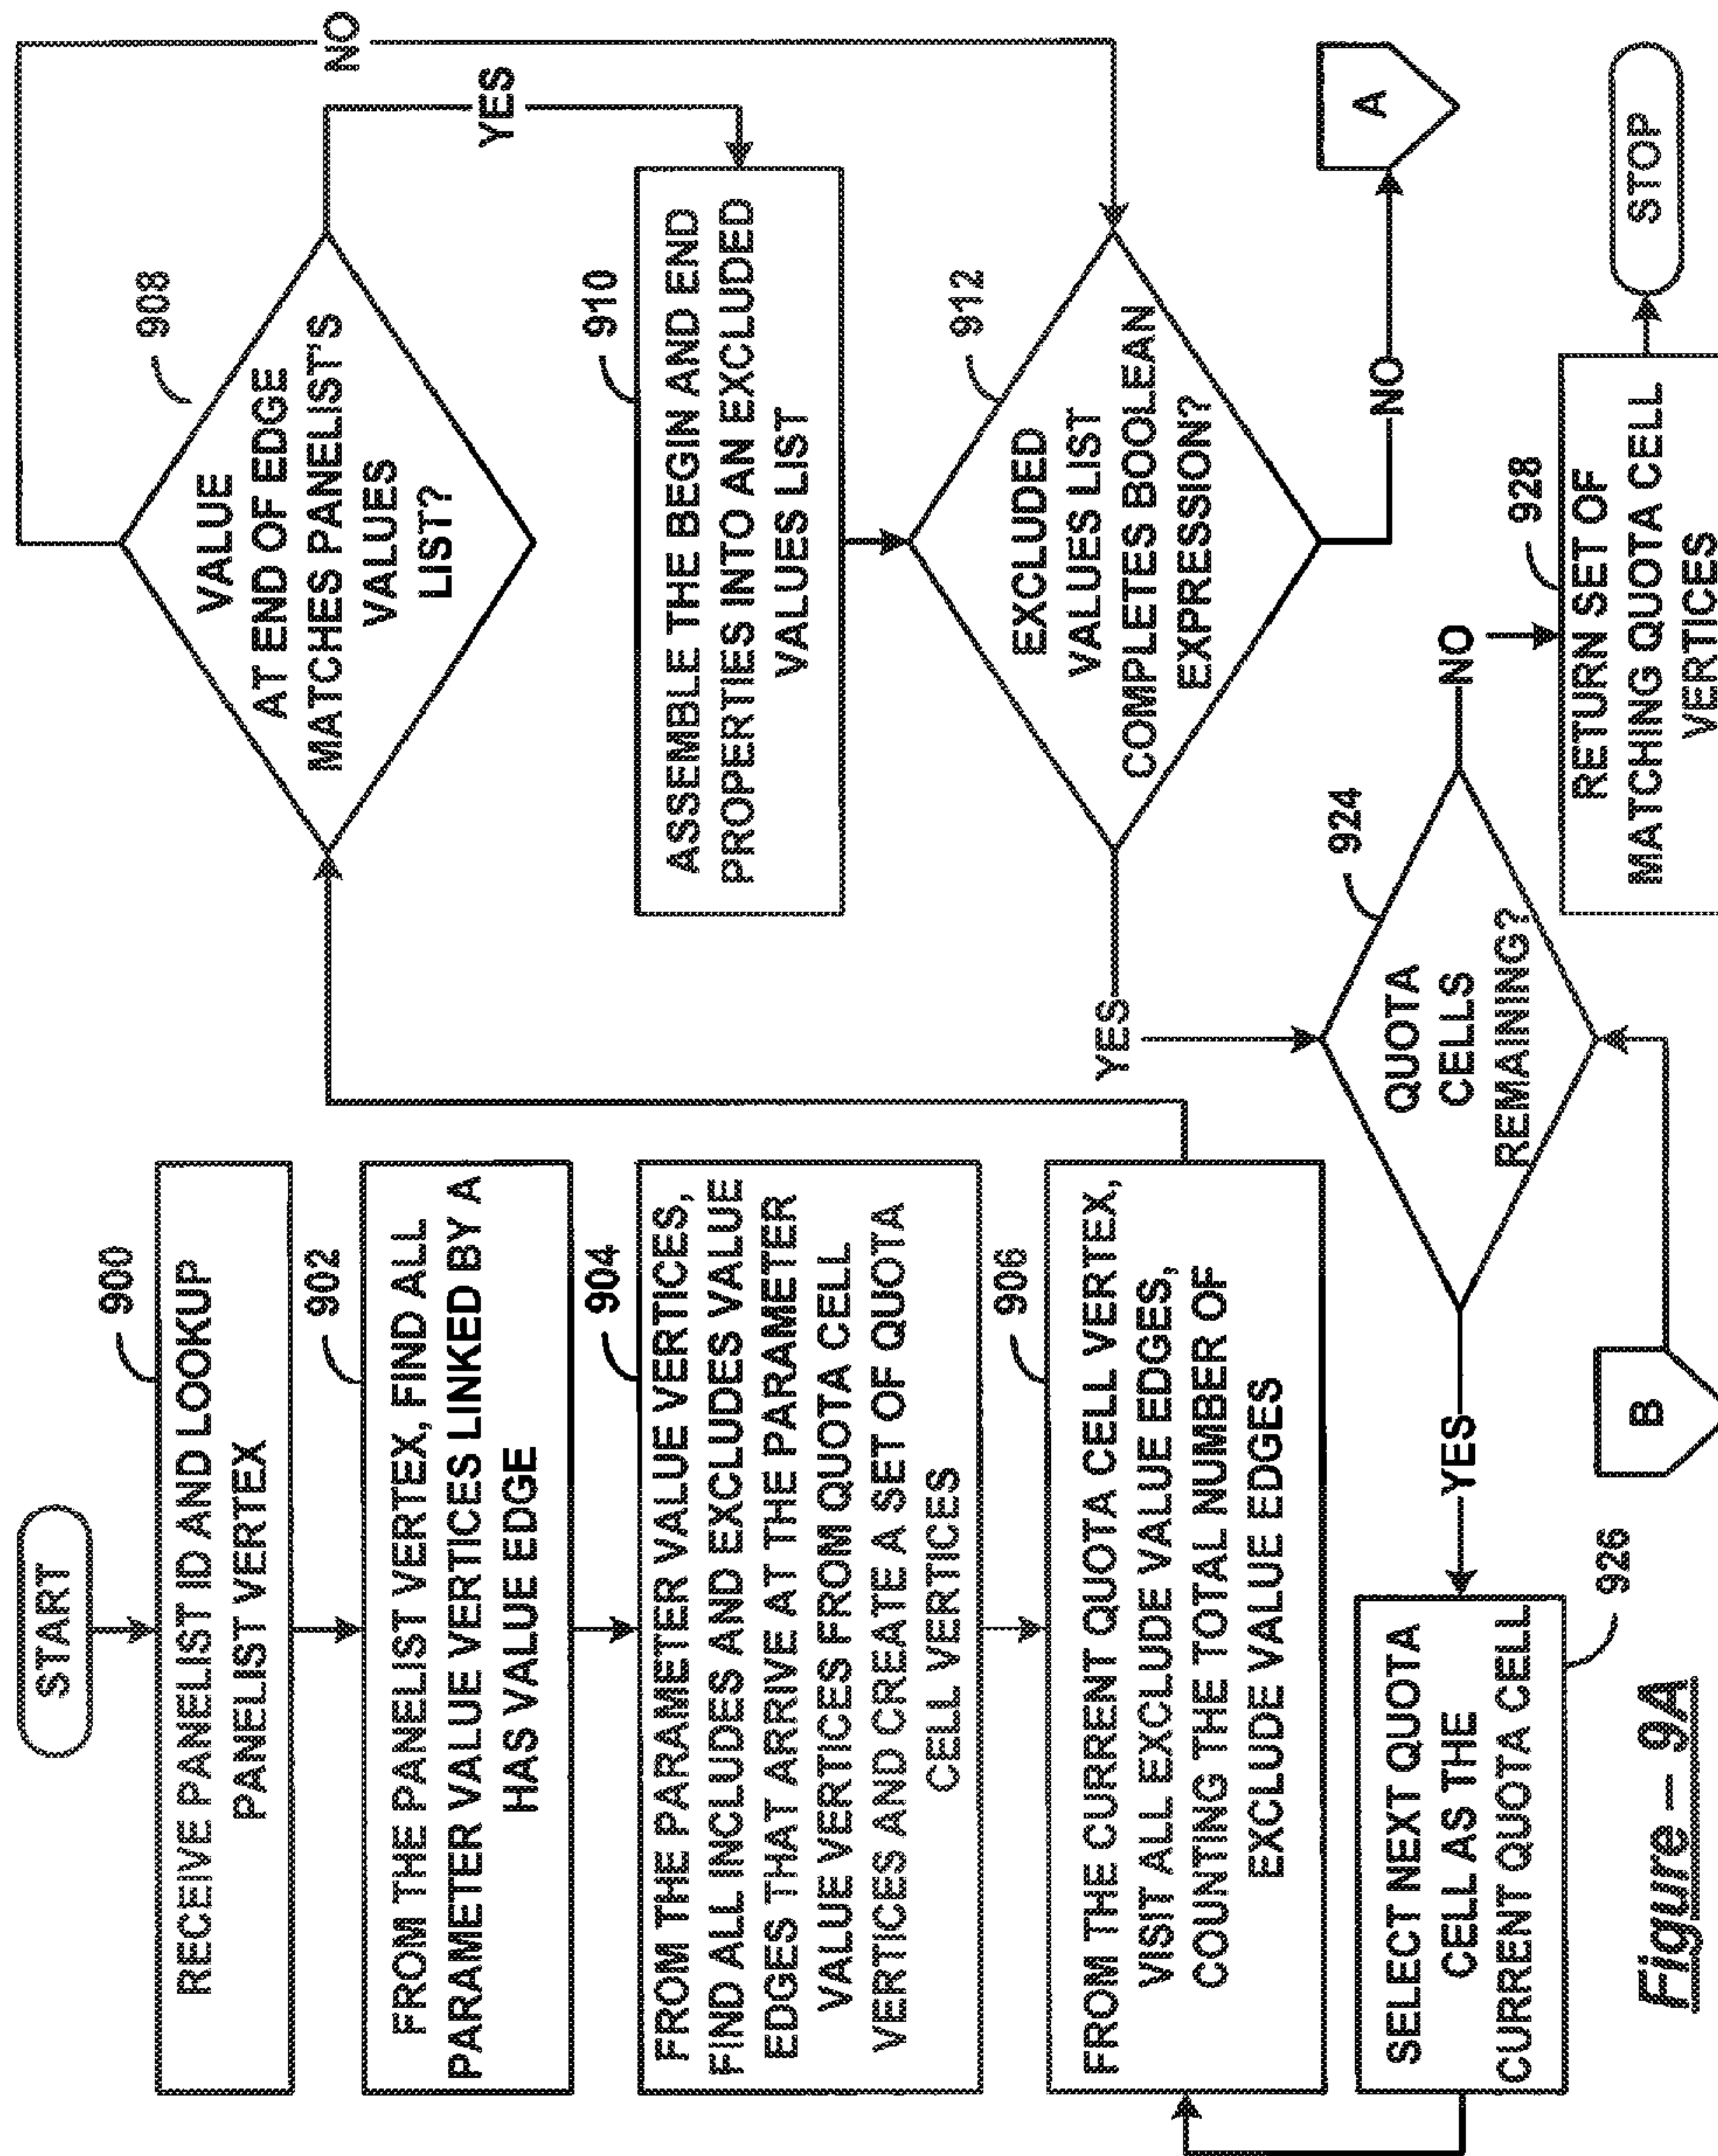 START
900
RECEIVE PANELIST ID AND LOOKUP
PANELIST VERTEX
902
FROM THE PANELIST VERTEX, FIND ALL
PARAMETER VALUE VERTICES LINKED BY A
HAS VALUE EDGE
904
FROM THE PARAMETER VALUE VERTICES,
FIND ALL INCLUDES AND EXCLUDES VALUE
EDGES THAT ARRIVE AT THE PARAMETER
VALUE VERTICES FROM QUOTA CELL
VERTICES AND CREATE A SET OF QUOTA
CELL VERTICES
906
FROM THE CURRENT QUOTA CELL VERTEX,
VISIT ALL EXCLUDE VALUE EDGES,
COUNTING THE TOTAL NUMBER OF
EXCLUDE VALUE EDGES
SELECT NEXT QUOTA
CELL AS THE
CURRENT QUOTA CELL
926
908
VALUE
AT END OF EDGE
MATCHES PANELIST'S
VALUES
LIST?
NO
YES
910
ASSEMBLE THE BEGIN AND END
PROPERTIES INTO AN EXCLUDED
VALUES LIST
912
EXCLUDED
VALUES LIST
COMPLETES BOOLEAN
EXPRESSION?
YES
NO
A
924
QUOTA
CELLS
REMAINING?
YES
NO
B
928
RETURN SET OF
MATCHING QUOTA CELL
VERTICES
STOP
Figure – 9A